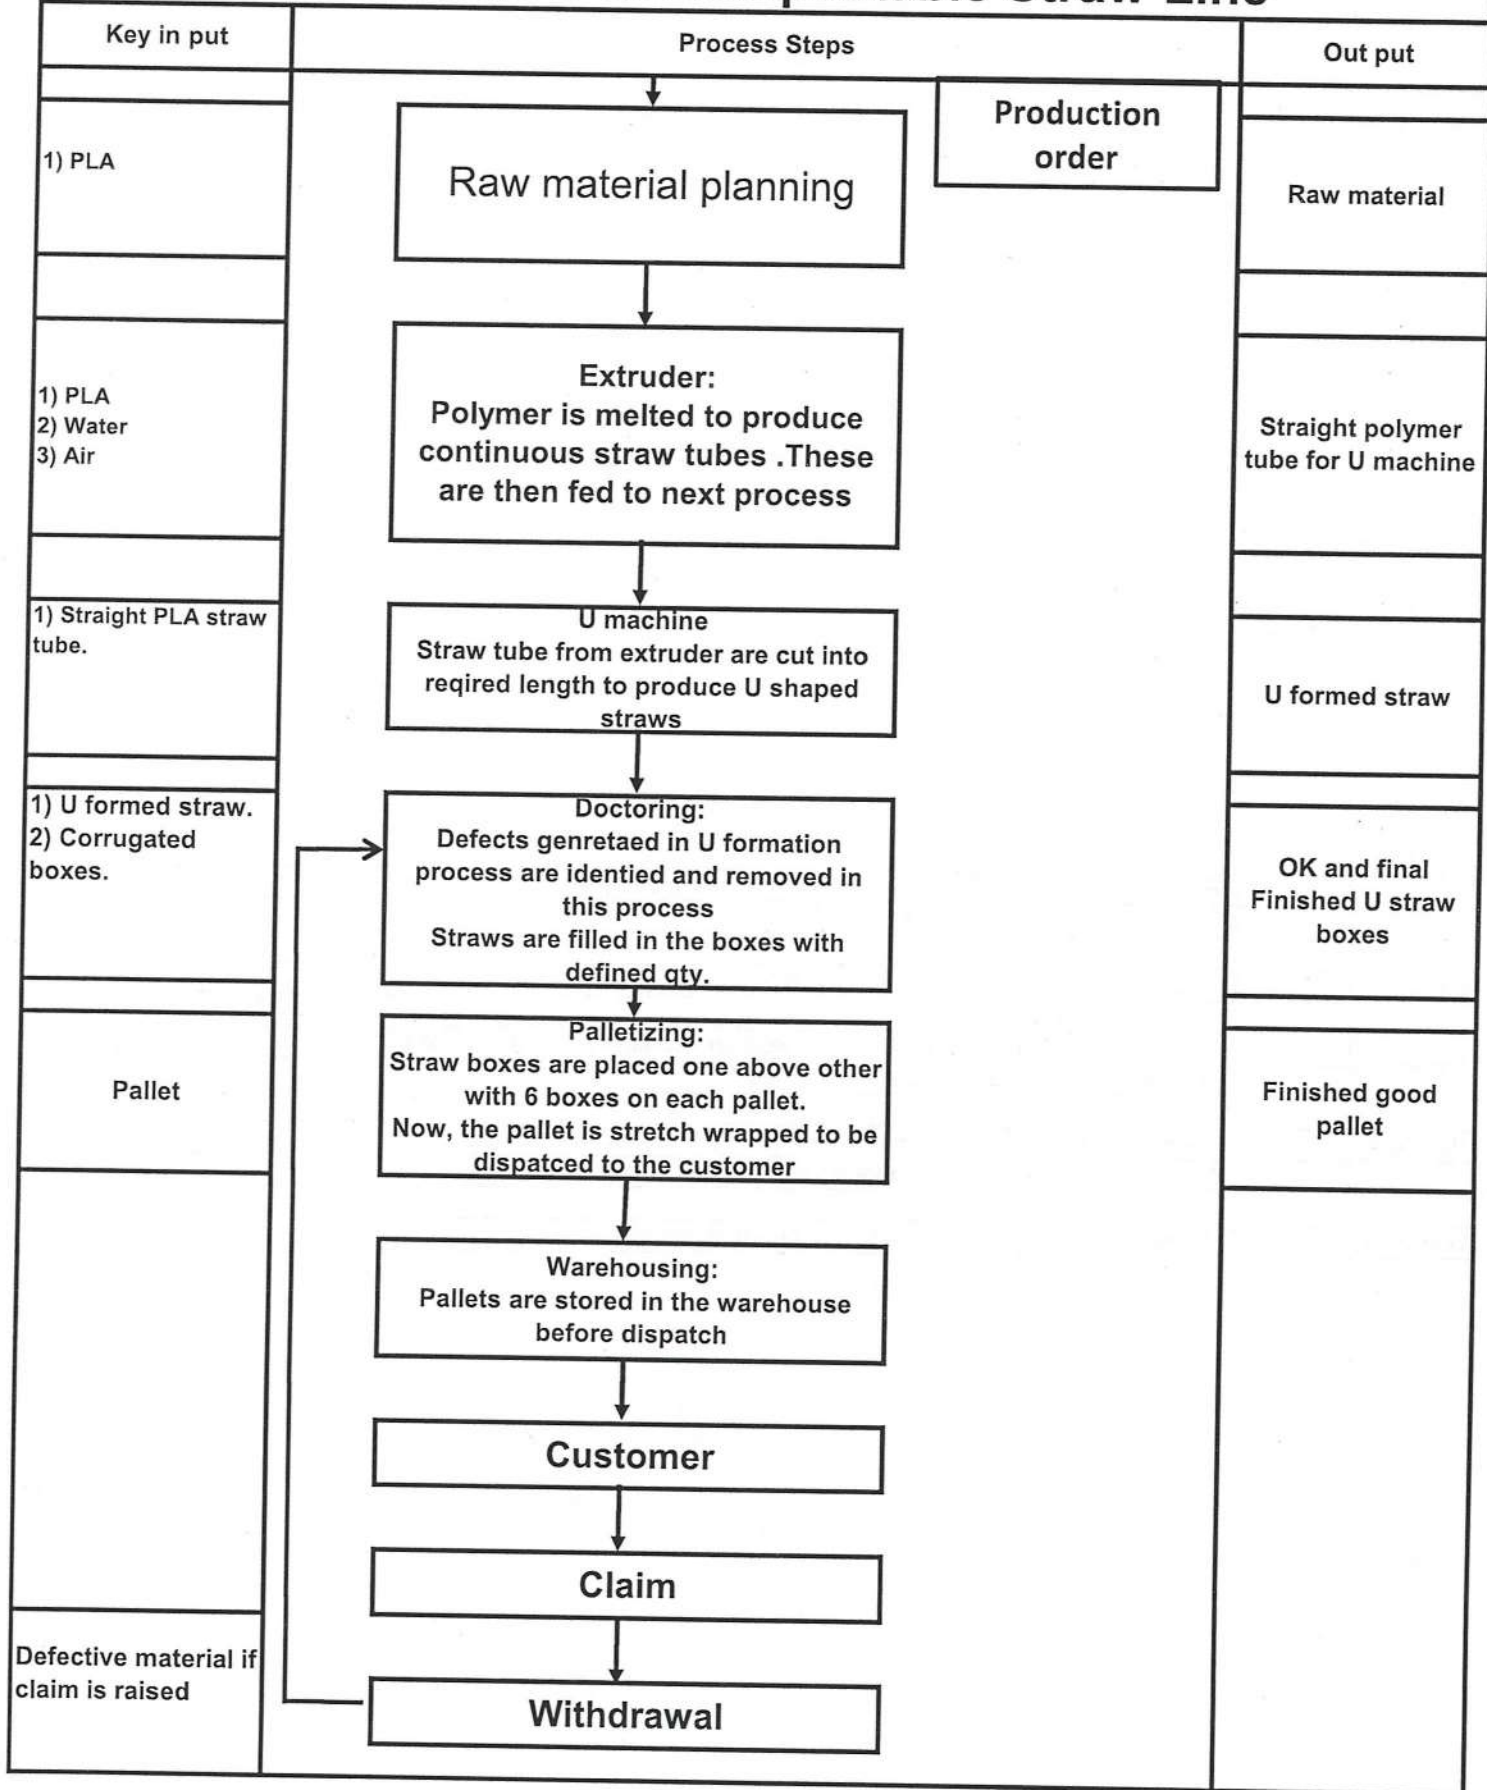 Straw Line
Key in put
Process Steps
Out put
Production
order
1) PLA
Raw material planning
Raw material
1) PLA
2) Water
3) Air
Extruder:
Polymer is melted to produce
continuous straw tubes .These
are then fed to next process
Straight polymer
tube for U machine
1) Straight PLA straw
tube.
U machine
Straw tube from extruder are cut into
reqired length to produce U shaped
straws
U formed straw
1) U formed straw.
2) Corrugated
boxes.
Doctoring:
Defects genretaed in U formation
process are identied and removed in
this process
Straws are filled in the boxes with
defined qty.
OK and final
Finished U straw
boxes
Pallet
Palletizing:
Straw boxes are placed one above other
with 6 boxes on each pallet.
Now, the pallet is stretch wrapped to be
dispatced to the customer
Finished good
pallet
Warehousing:
Pallets are stored in the warehouse
before dispatch
Customer
Claim
Defective material if
claim is raised
Withdrawal